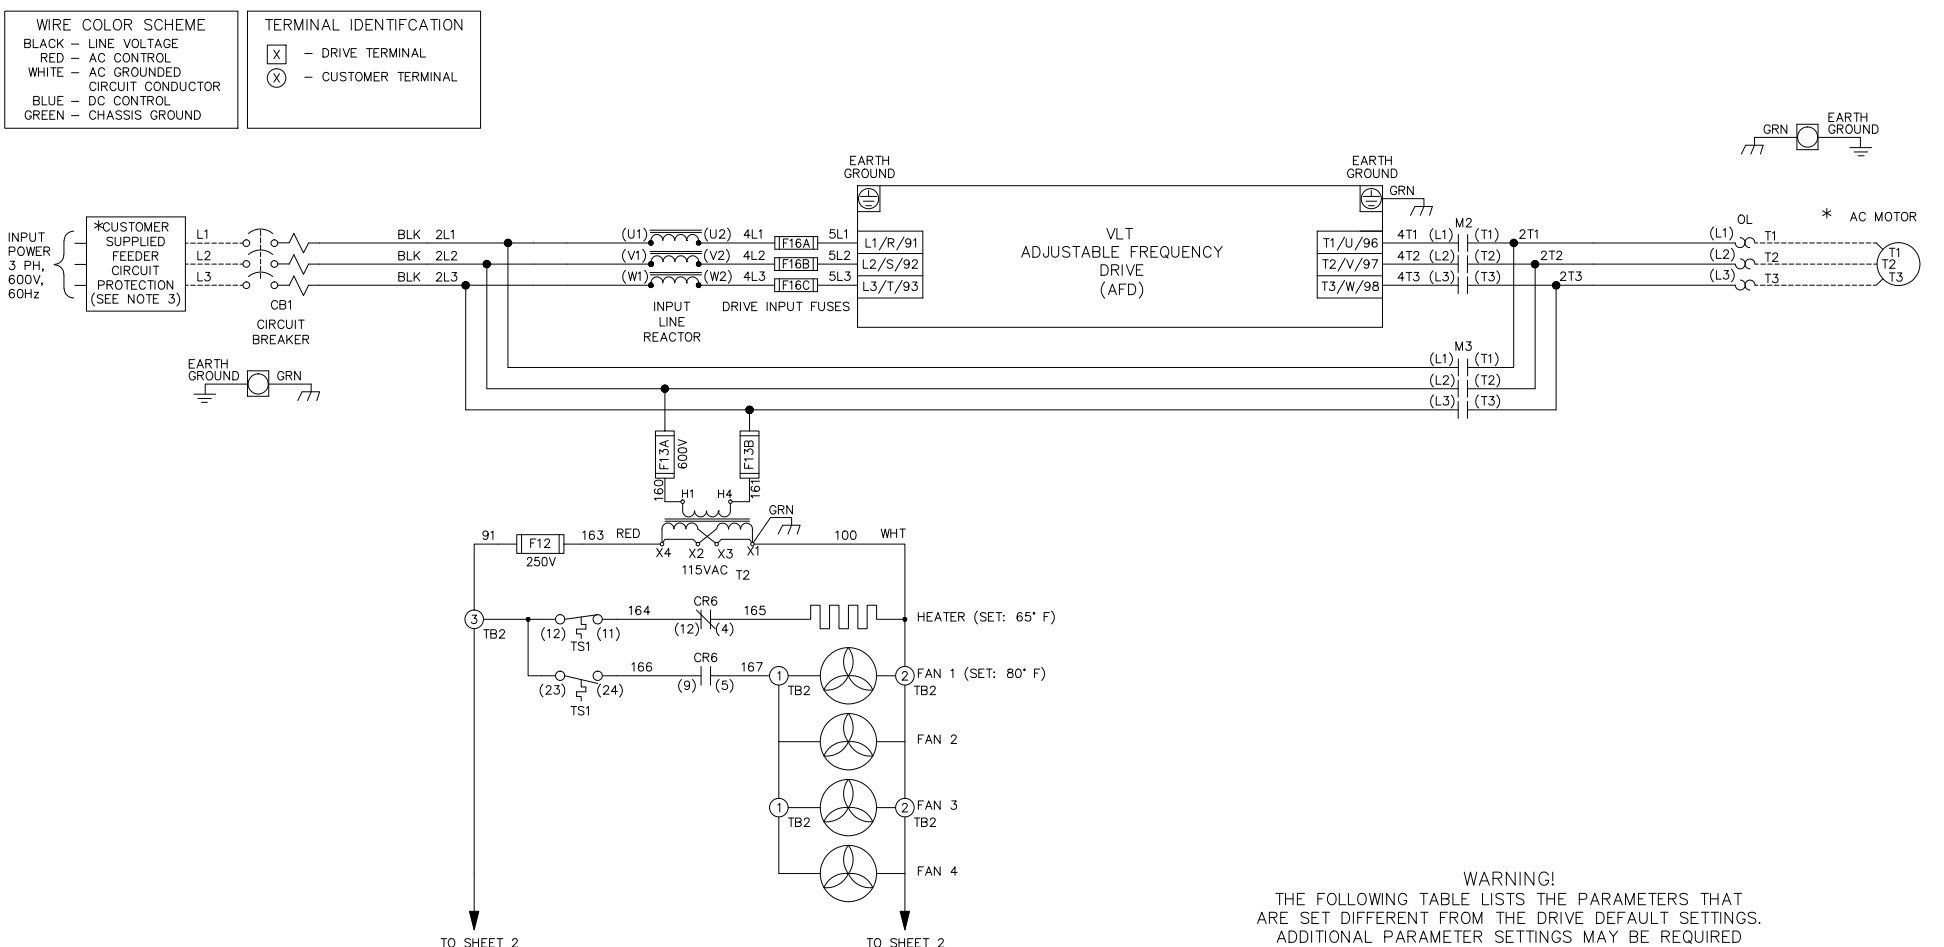 WIRE COLOR SCHEME
BLACK – LINE VOLTAGE
RED – AC CONTROL
WHITE – AC GROUNDED
CIRCUIT CONDUCTOR
BLUE – DC CONTROL
GREEN – CHASSIS GROUND
TERMINAL IDENTIFCATION
X – DRIVE TERMINAL
X – CUSTOMER TERMINAL
GRN
EARTH
GROUND
INPUT
POWER
3 PH,
600V,
60Hz
*CUSTOMER
SUPPLIED
FEEDER
CIRCUIT
PROTECTION
(SEE NOTE 3)
L1
L2
L3
CB1
CIRCUIT
BREAKER
BLK 2L1
BLK 2L2
BLK 2L3
(U1) (U2) 4L1 F16A 5L1
(V1) (V2) 4L2 F16B 5L2
(W1) (W2) 4L3 F16C 5L3
INPUT
LINE
REACTOR
DRIVE INPUT FUSES
EARTH
GROUND
L1/R/91
L2/S/92
L3/T/93
VLT
ADJUSTABLE FREQUENCY
DRIVE
(AFD)
EARTH
GROUND
GRN
T1/U/96
T2/V/97
T3/W/98
M2
4T1 (L1) (T1) 2T1
4T2 (L2) (T2) 2T2
4T3 (L3) (T3) 2T3
OL
(L1) T1
(L2) T2
(L3) T3
* AC MOTOR
T1
T2
T3
M3
(L1) (T1)
(L2) (T2)
(L3) (T3)
EARTH
GROUND
GRN
F13A
600V
F13B
160
161
H1 H4
GRN
91 F12 163 RED
250V
X4 X2 X3 X1
100 WHT
115VAC T2
3
TB2
(12) (11)
TS1
164
CR6
(12) (4)
165
HEATER (SET: 65° F)
(23) (24)
TS1
166
CR6
(9) (5)
167
1
TB2
2
TB2
FAN 1 (SET: 80° F)
FAN 2
1
TB2
2
TB2
FAN 3
FAN 4
TO SHEET 2
TO SHEET 2
WARNING!
THE FOLLOWING TABLE LISTS THE PARAMETERS THAT
ARE SET DIFFERENT FROM THE DRIVE DEFAULT SETTINGS.
ADDITIONAL PARAMETER SETTINGS MAY BE REQUIRED